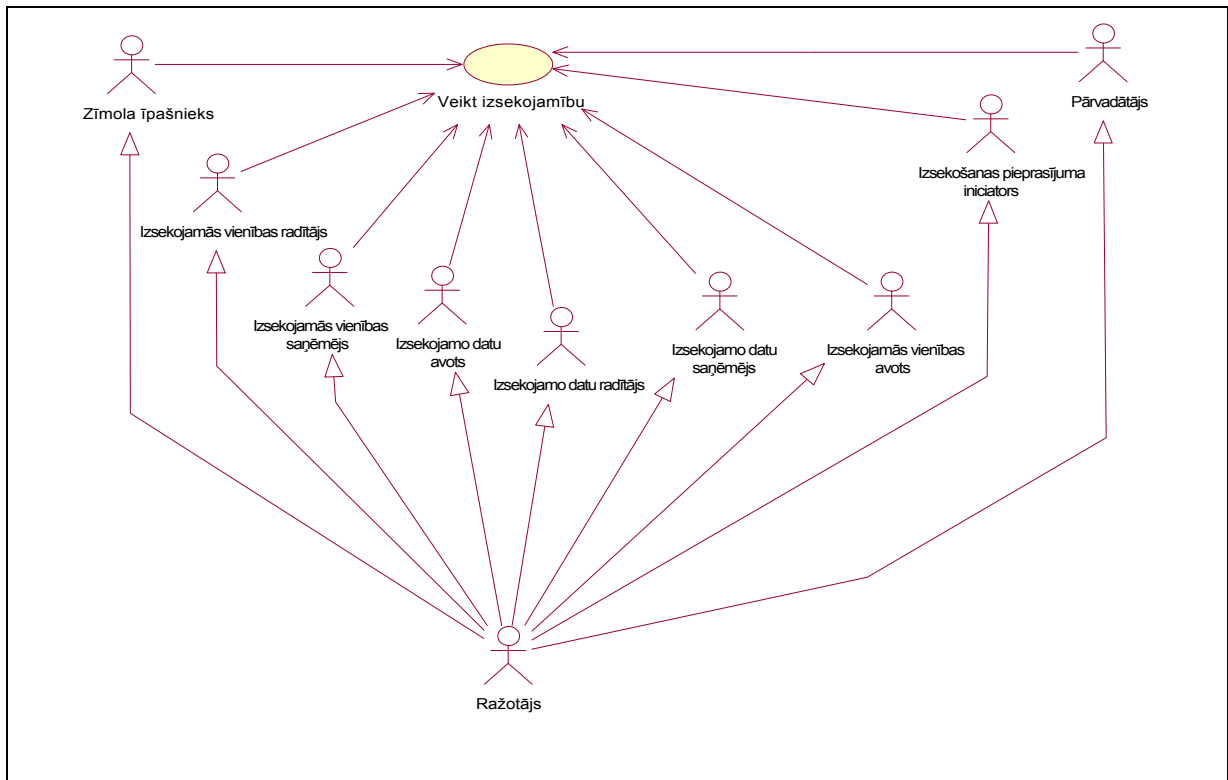 Zīmola īpašnieks
Veikt izsekojamību
Pārvadātājs
Izsekošanas pieprasījuma
iniciators
Izsekojamās vienības radītājs
Izsekojamās vienības
saņēmējs
Izsekojamo datu
avots
Izsekojamo datu radītājs
Izsekojamo datu
saņēmējs
Izsekojamās vienības
avots
Ražotājs